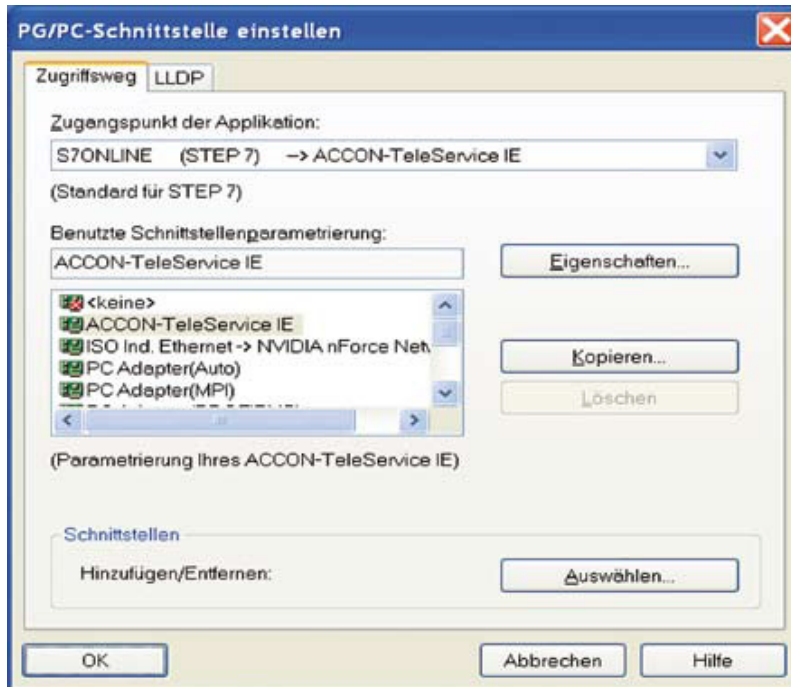 PG/PC-Schnittstelle einstellen
Zugriffsweg LLDP
Zugangspunkt der Applikation:
S7ONLINE (STEP 7) -> ACCON-TeleService IE
(Standard für STEP 7)
Benutzte Schnittstellenparametrierung:
ACCON-TeleService IE
Eigenschaften...
<keine>
ACCON-TeleService IE
ISO Ind. Ethernet -> NVIDIA nForce Netw
PC Adapter(Auto)
PC Adapter(MPI)
Kopieren...
Löschen
(Parametrierung Ihres ACCON-TeleService IE)
Schnittstellen
Hinzufügen/Entfernen:
Auswählen...
OK
Abbrechen
Hilfe